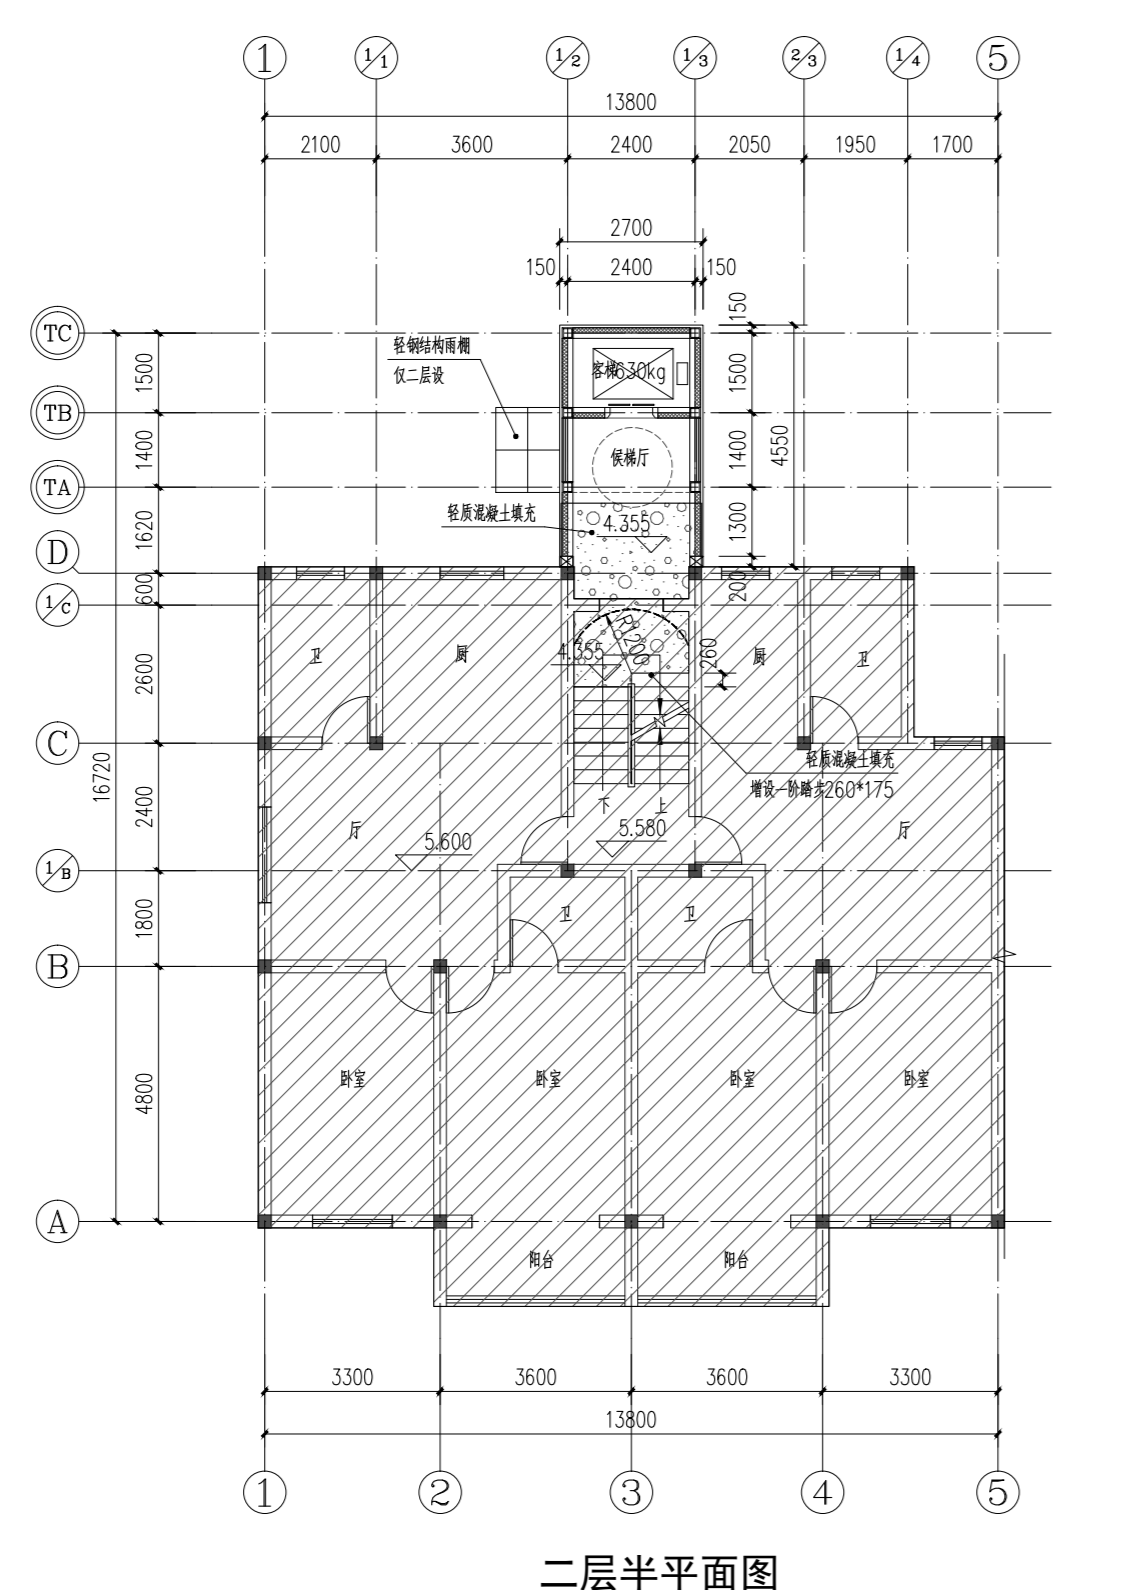 1 1/1 1/2 1/3 2/3 1/4 5
13800
2100 3600 2400 2050 1950 1700
2700
150 2400 150
TC
TB
TA
D
1/C
C
1/B
B
A
1500
1400
1620
600
2600
2400
1800
4800
16720
150
1500
1400
1300
200
4550
轻钢结构雨棚
仅二层设
客梯630kg
候梯厅
轻质混凝土填充
4.355
R1200
4.355
260
卫 厨 厨 卫
轻质混凝土填充
增设一阶踏步260*175
下 上
厅 5.600 5.580 厅
卫 卫
卧室 卧室 卧室 卧室
阳台 阳台
3300 3600 3600 3300
13800
1 2 3 4 5
二层半平面图